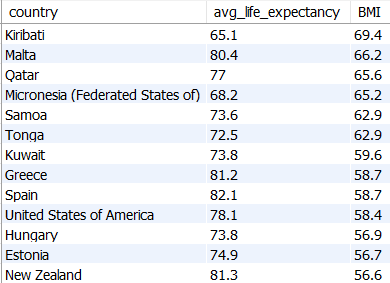 country avg_life_expectancy BMI
Kiribati 65.1 69.4
Malta 80.4 66.2
Qatar 77 65.6
Micronesia (Federated States of) 68.2 65.2
Samoa 73.6 62.9
Tonga 72.5 62.9
Kuwait 73.8 59.6
Greece 81.2 58.7
Spain 82.1 58.7
United States of America 78.1 58.4
Hungary 73.8 56.9
Estonia 74.9 56.7
New Zealand 81.3 56.6